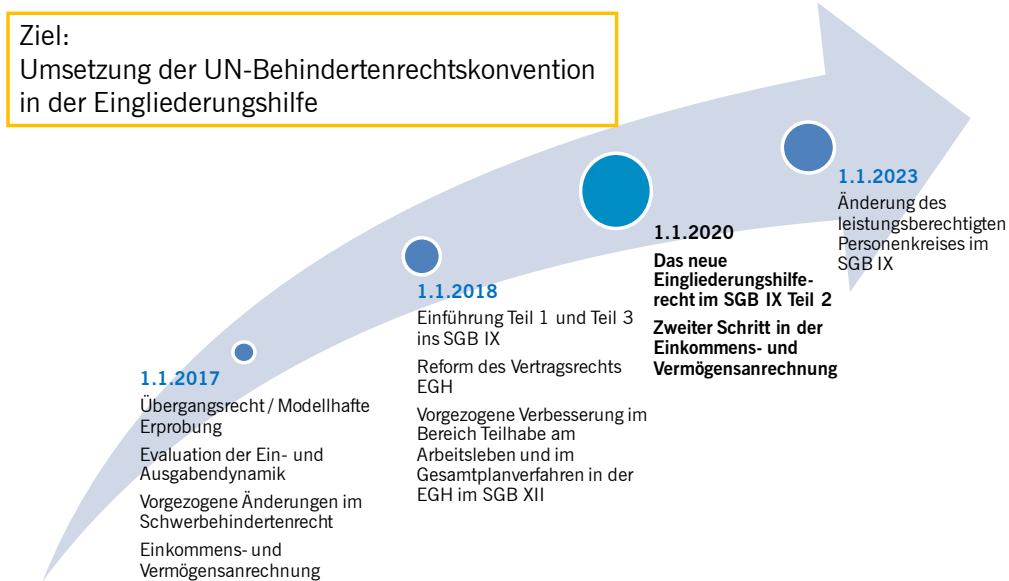 Ziel:
Umsetzung der UN-Behindertenrechtskonvention
in der Eingliederungshilfe
1.1.2017
Übergangsrecht / Modellhafte
Erprobung
Evaluation der Ein- und
Ausgabendynamik
Vorgezogene Änderungen im
Schwerbehindertenrecht
Einkommens- und
Vermögensanrechnung
1.1.2018
Einführung Teil 1 und Teil 3
ins SGB IX
Reform des Vertragsrechts
EGH
Vorgezogene Verbesserung im
Bereich Teilhabe am
Arbeitsleben und im
Gesamtplanverfahren in der
EGH im SGB XII
1.1.2020
Das neue
Eingliederungshilfe-
recht im SGB IX Teil 2
Zweiter Schritt in der
Einkommens- und
Vermögensanrechnung
1.1.2023
Änderung des
leistungsberechtigten
Personenkreises im
SGB IX